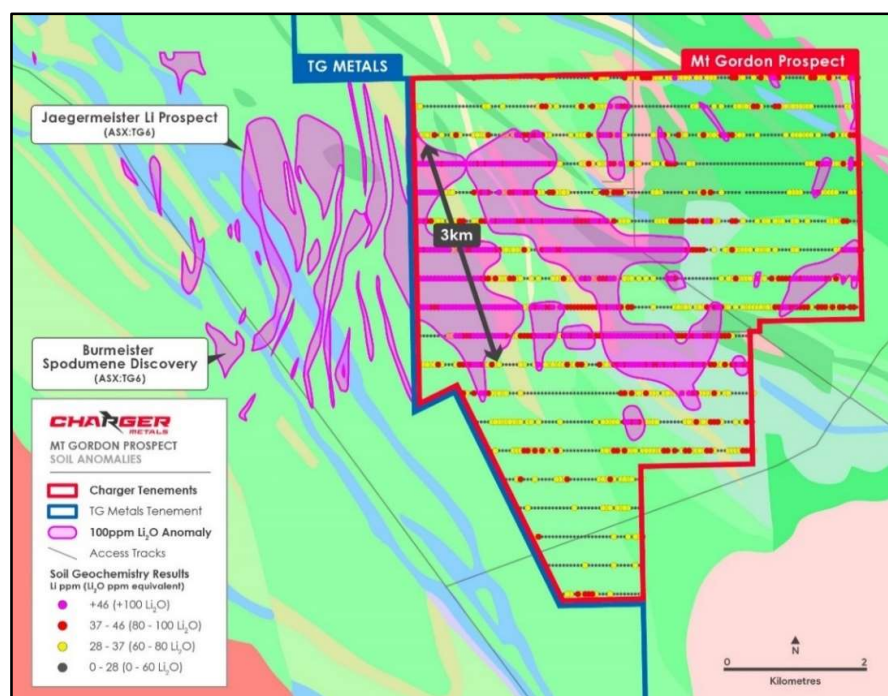 TG METALS
Mt Gordon Prospect
Jaegermeister Li Prospect
(ASX:TG6)
3km
Burmeister
Spodumene Discovery
(ASX:TG6)
CHARGER
METALS
MT GORDON PROSPECT
SOIL ANOMALIES
Charger Tenements
TG Metals Tenement
100ppm Li₂O Anomaly
Access Tracks
Soil Geochemistry Results
Li ppm (Li₂O ppm equivalent)
+46 (+100 Li₂O)
37 - 46 (80 - 100 Li₂O)
28 - 37 (60 - 80 Li₂O)
0 - 28 (0 - 60 Li₂O)
N
0 2
Kilometres